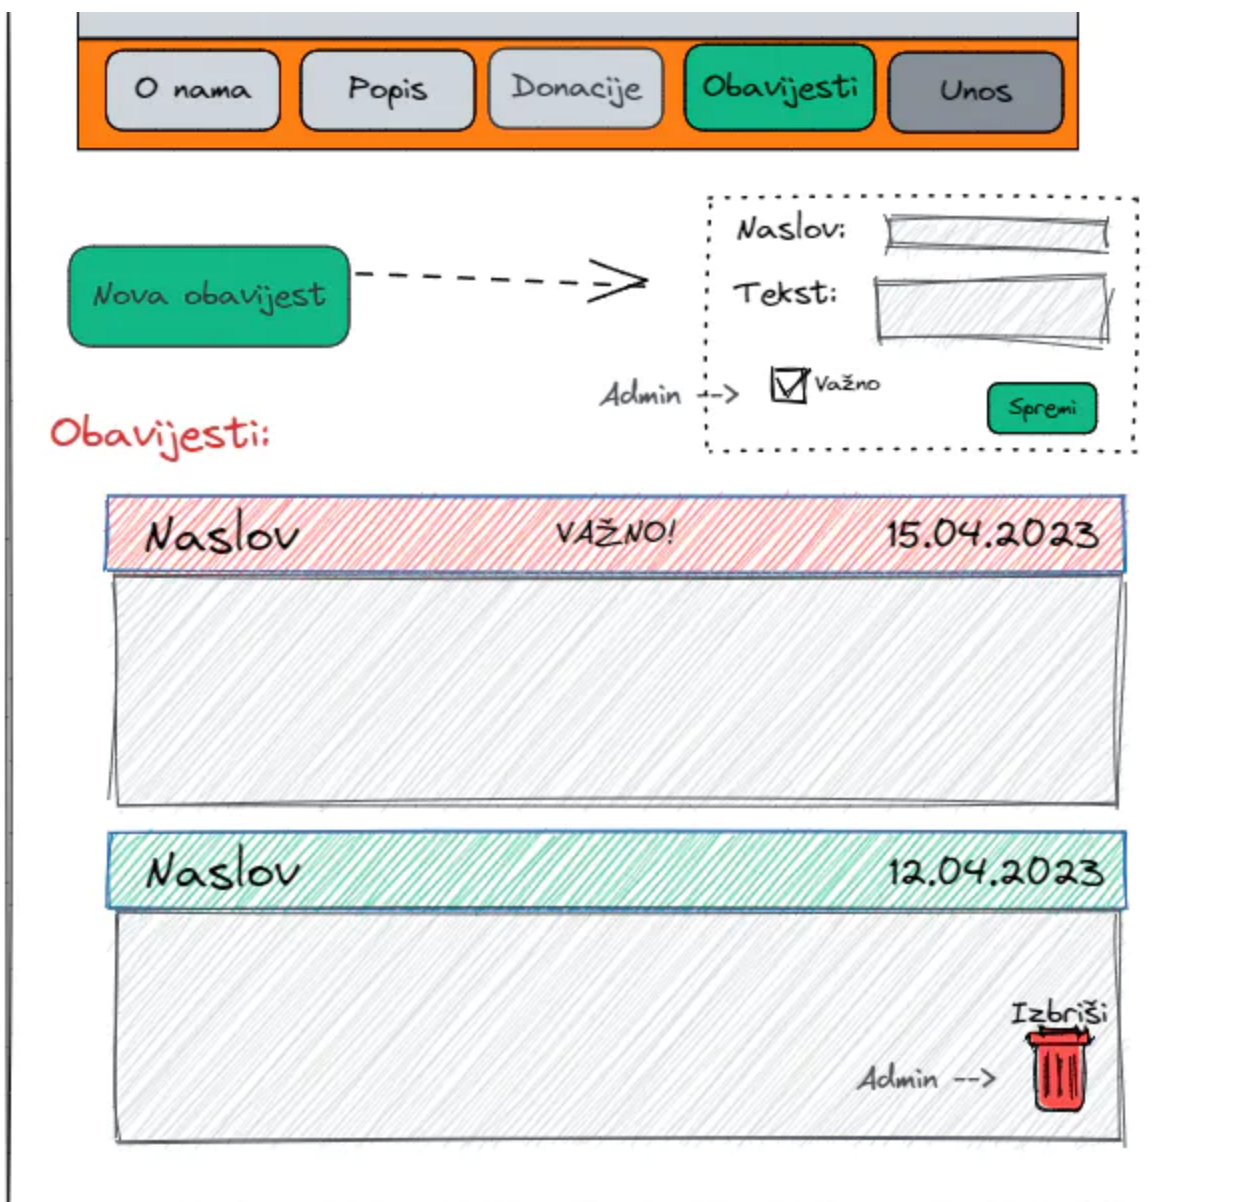 O nama Popis Donacije Obavijesti Unos
Naslov:
Nova obavijest
Tekst:
Admin --> Važno
Spremi
Obavijesti:
Naslov VAŽNO! 15.04.2023
Naslov 12.04.2023
Izbriši
Admin -->